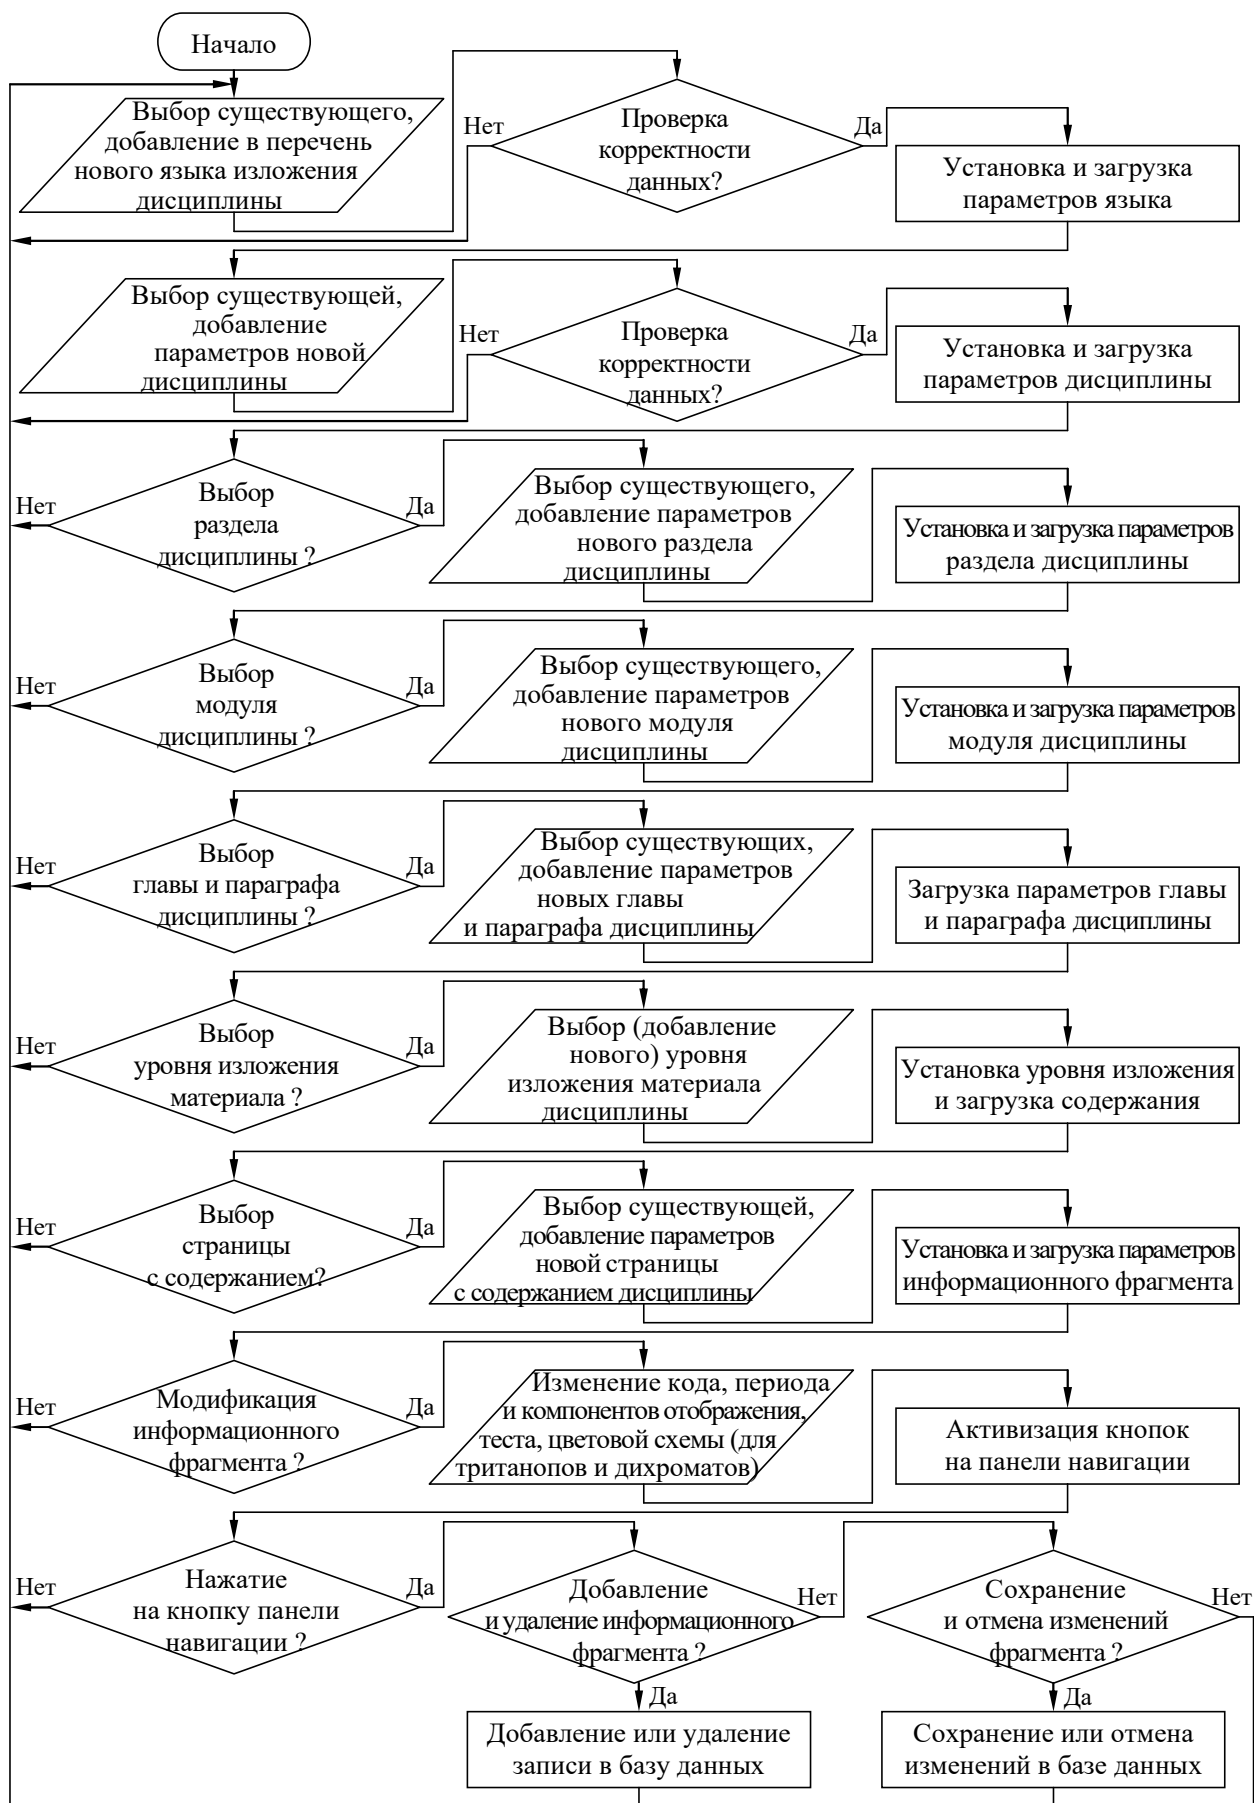 Начало
Выбор существующего,
добавление в перечень
нового языка изложения
дисциплины
Нет
Проверка
корректности
данных?
Да
Установка и загрузка
параметров языка
Выбор существующей,
добавление
параметров новой
дисциплины
Нет
Проверка
корректности
данных?
Да
Установка и загрузка
параметров дисциплины
Нет
Выбор
раздела
дисциплины ?
Да
Выбор существующего,
добавление параметров
нового раздела
дисциплины
Установка и загрузка параметров
раздела дисциплины
Нет
Выбор
модуля
дисциплины ?
Да
Выбор существующего,
добавление параметров
нового модуля
дисциплины
Установка и загрузка параметров
модуля дисциплины
Нет
Выбор
главы и параграфа
дисциплины ?
Да
Выбор существующих,
добавление параметров
новых главы
и параграфа дисциплины
Загрузка параметров главы
и параграфа дисциплины
Нет
Выбор
уровня изложения
материала ?
Да
Выбор (добавление
нового) уровня
изложения материала
дисциплины
Установка уровня изложения
и загрузка содержания
Нет
Выбор
страницы
с содержанием?
Да
Выбор существующей,
добавление параметров
новой страницы
с содержанием дисциплины
Установка и загрузка параметров
информационного фрагмента
Нет
Модификация
информационного
фрагмента ?
Да
Изменение кода, периода
и компонентов отображения,
теста, цветовой схемы (для
тританопов и дихроматов)
Активизация кнопок
на панели навигации
Нет
Нажатие
на кнопку панели
навигации ?
Да
Добавление
и удаление информационного
фрагмента ?
Нет
Сохранение
и отмена изменений
фрагмента ?
Нет
Да
Добавление или удаление
записи в базу данных
Да
Сохранение или отмена
изменений в базе данных